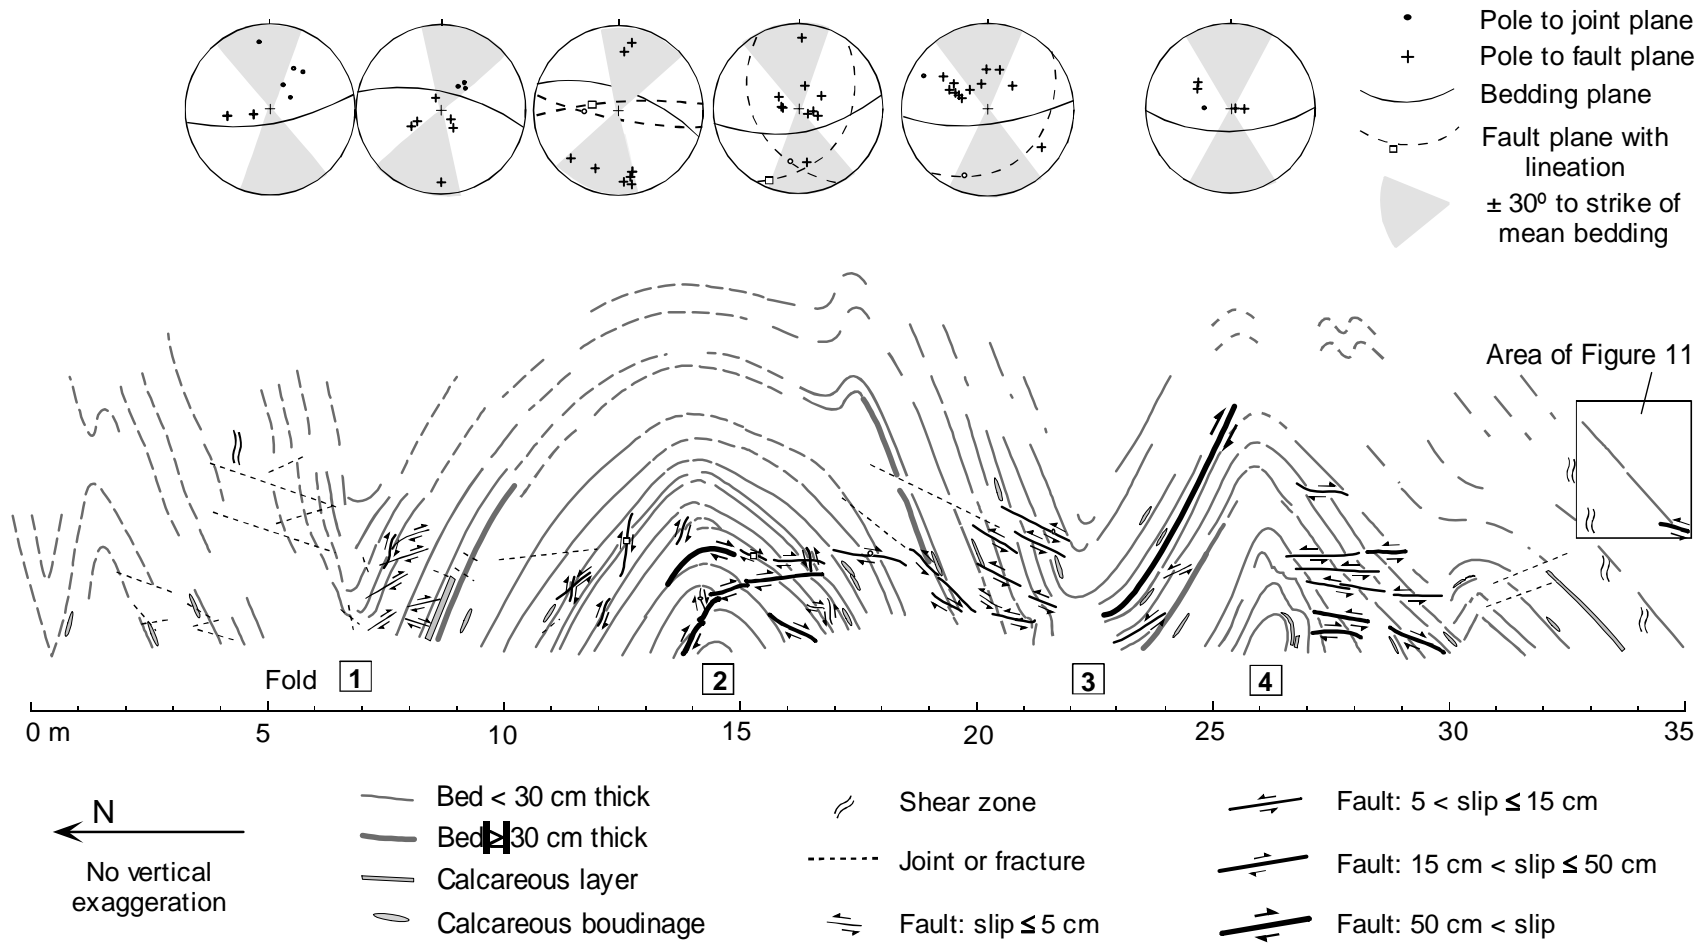 Pole to joint plane
Pole to fault plane
Bedding plane
Fault plane with
lineation
± 30º to strike of
mean bedding
Area of Figure 11
Fold 1 2 3 4
0 m 5 10 15 20 25 30 35
N
No vertical
exaggeration
Bed < 30 cm thick
Bed ≥ 30 cm thick
Calcareous layer
Calcareous boudinage
Shear zone
Joint or fracture
Fault: slip ≤ 5 cm
Fault: 5 < slip ≤ 15 cm
Fault: 15 cm < slip ≤ 50 cm
Fault: 50 cm < slip